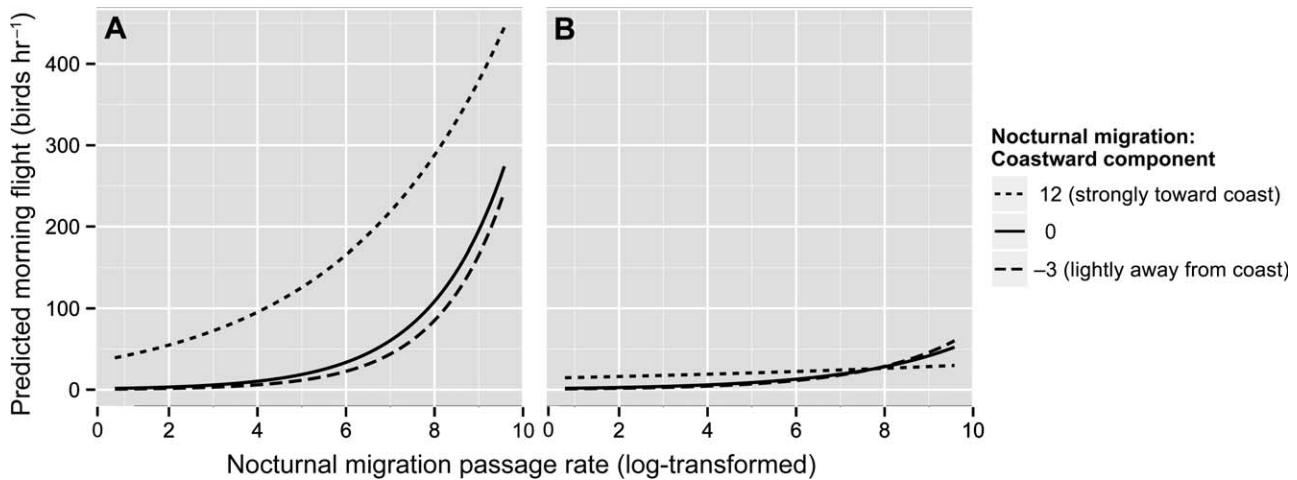 A
B
Predicted morning flight (birds hr⁻¹)
400
300
200
100
0
0 2 4 6 8 10
0 2 4 6 8 10
Nocturnal migration passage rate (log-transformed)
Nocturnal migration:
Coastward component
12 (strongly toward coast)
0
–3 (lightly away from coast)